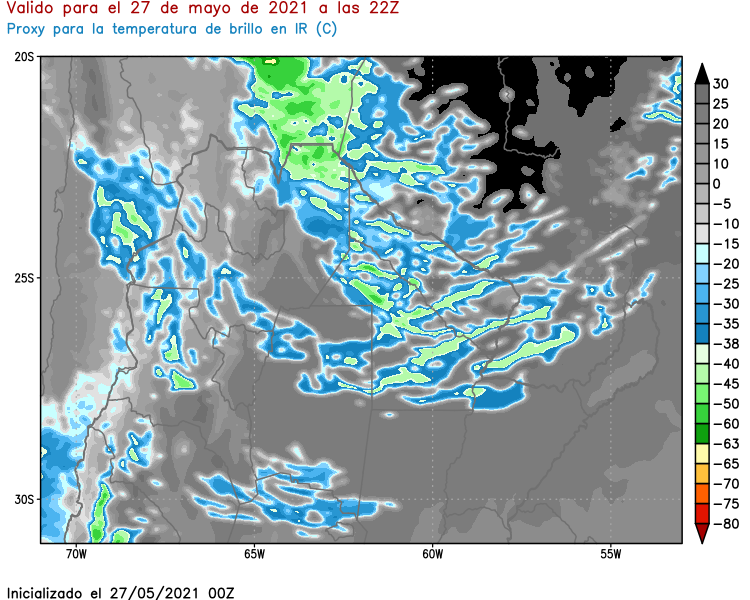 Valido para el 27 de mayo de 2021 a las 22Z
Proxy para la temperatura de brillo en IR (C)
20S
25S
30S
70W
65W
60W
55W
30
25
20
15
10
0
−5
−10
−15
−20
−25
−30
−35
−38
−40
−45
−50
−60
−63
−65
−70
−75
−80
Inicializado el 27/05/2021 00Z